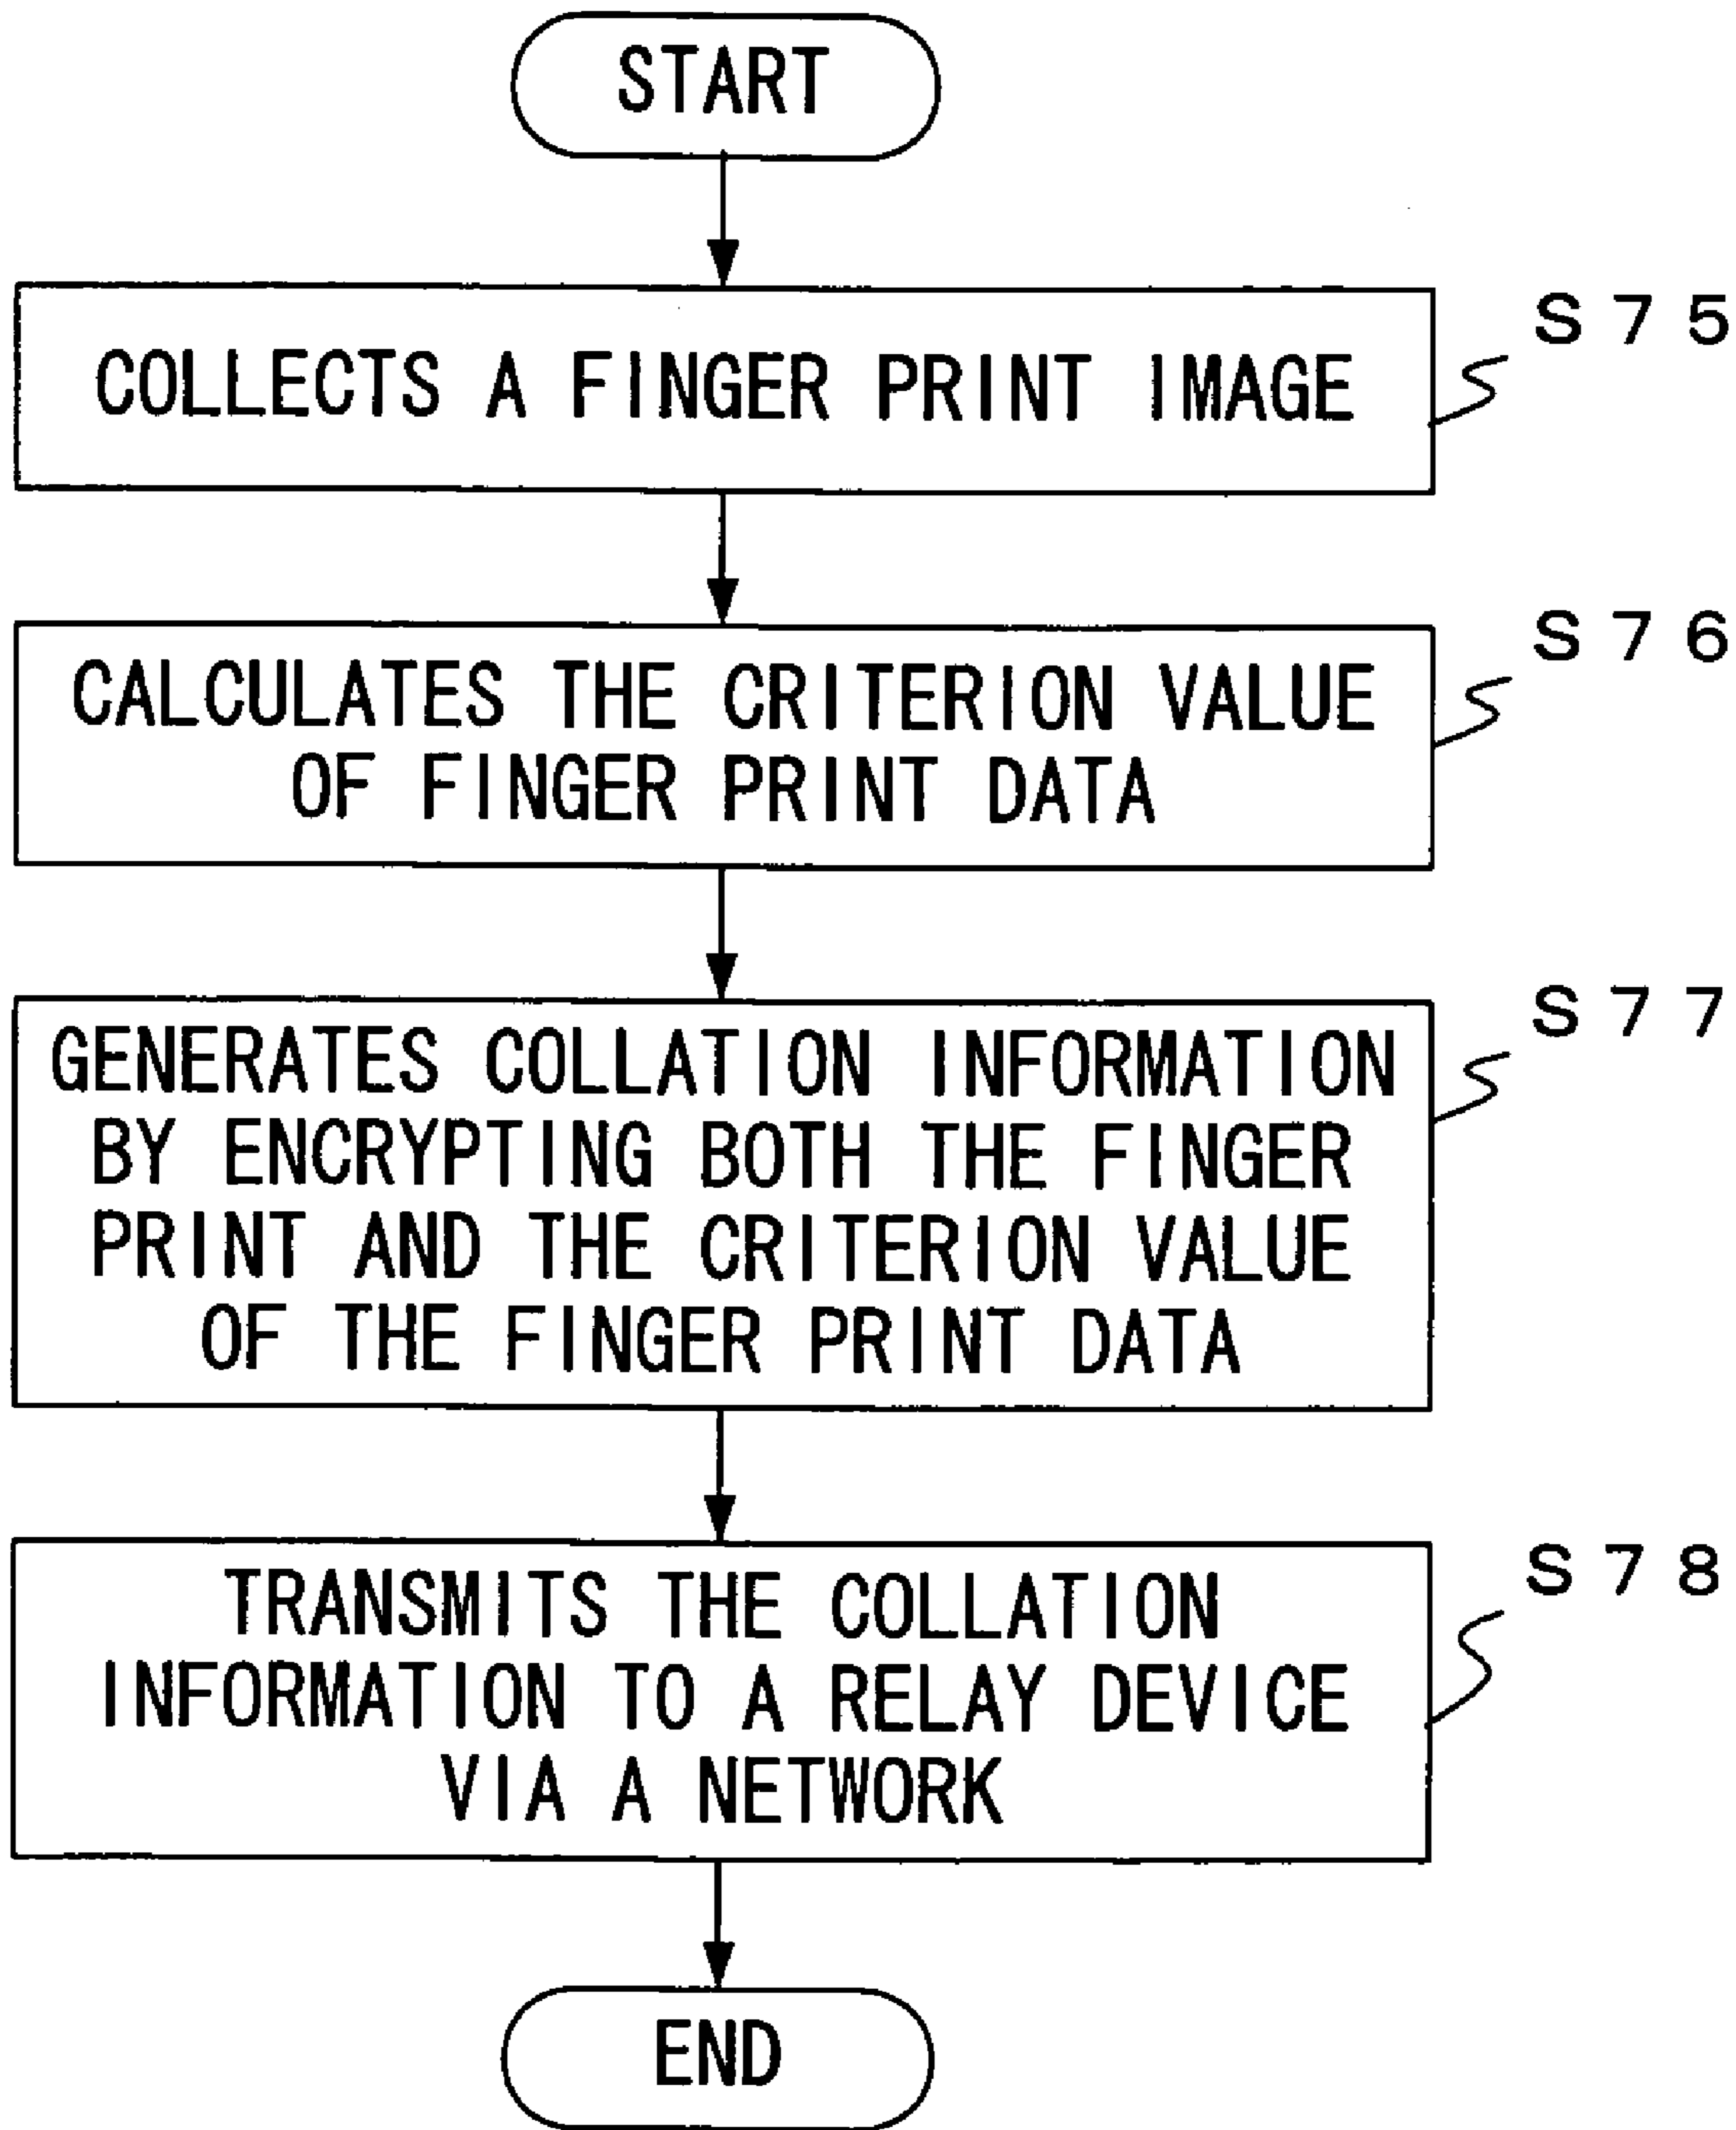 START
S75
COLLECTS A FINGER PRINT IMAGE
S76
CALCULATES THE CRITERION VALUE
OF FINGER PRINT DATA
S77
GENERATES COLLATION INFORMATION
BY ENCRYPTING BOTH THE FINGER
PRINT AND THE CRITERION VALUE
OF THE FINGER PRINT DATA
S78
TRANSMITS THE COLLATION
INFORMATION TO A RELAY DEVICE
VIA A NETWORK
END